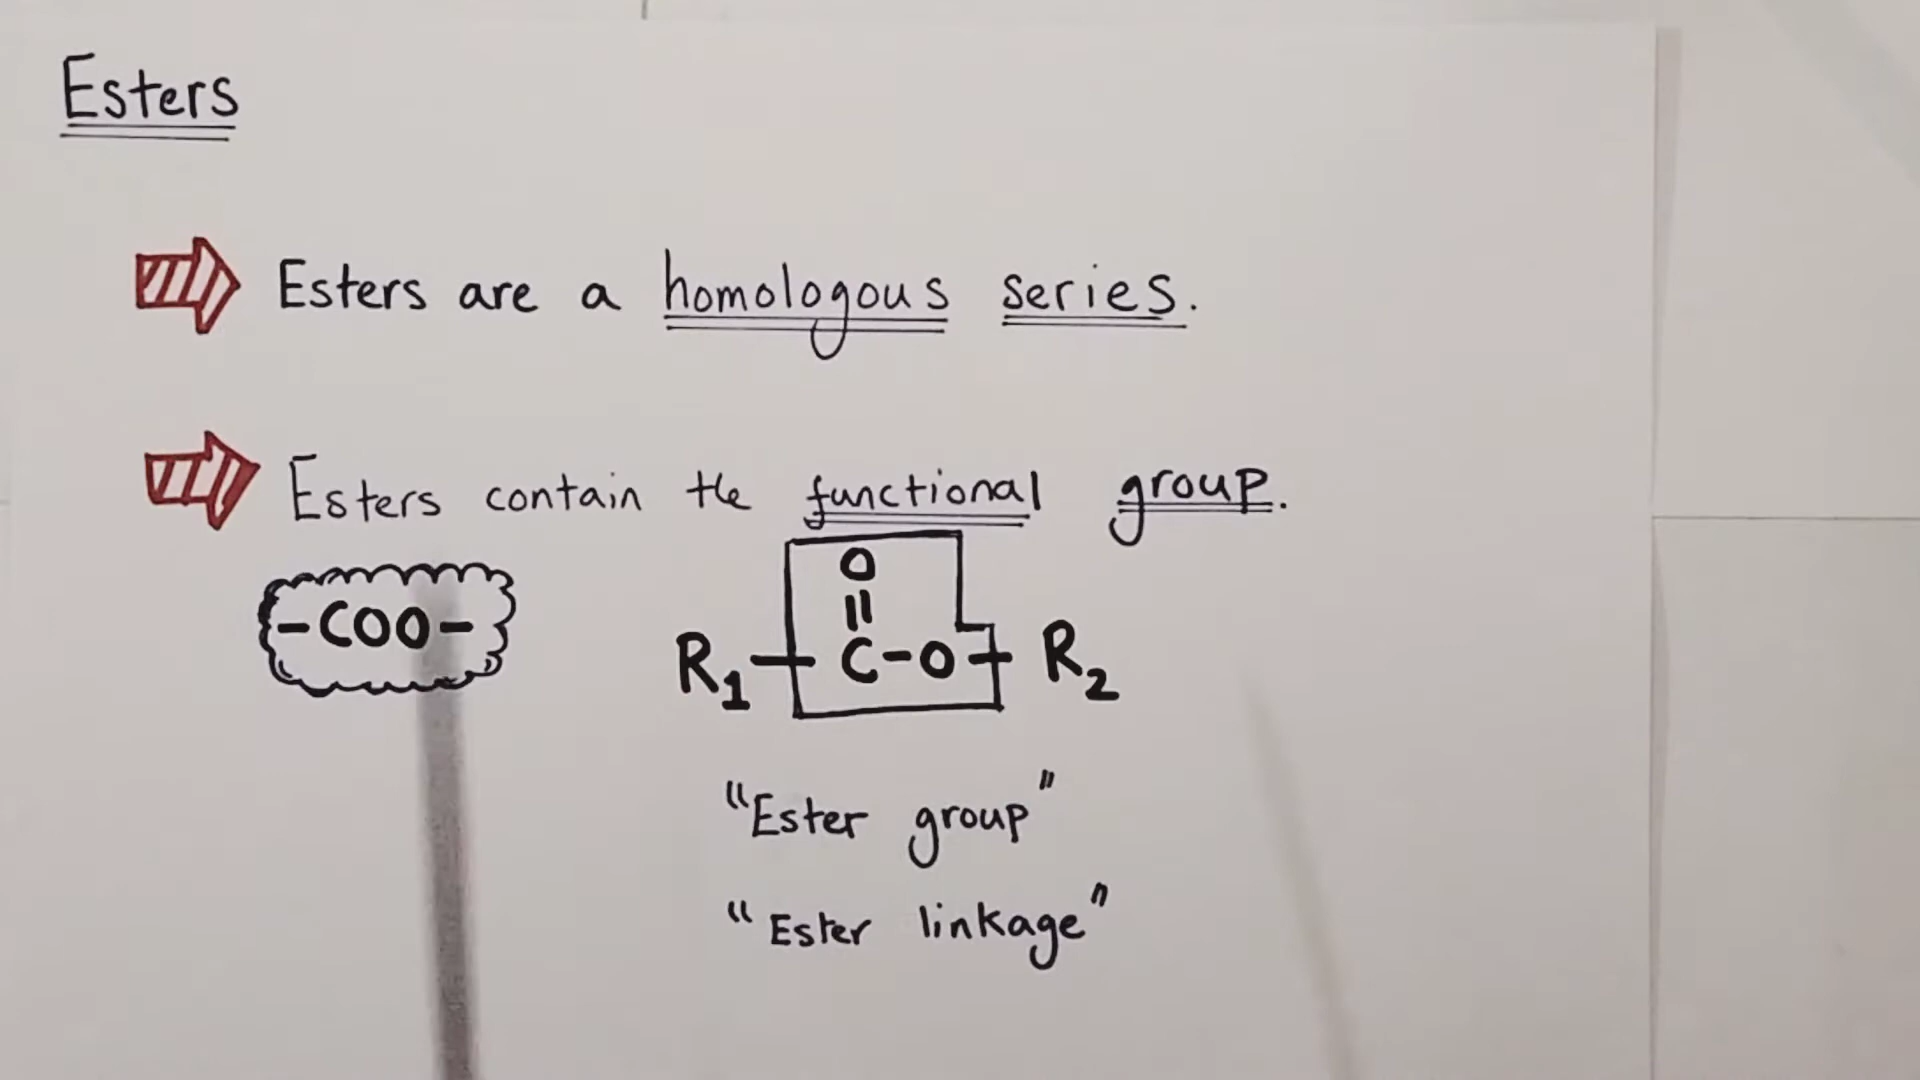 Esters
Esters are a homologous series.
Esters contain the functional group.
-COO-
O
||
R₁-C-O-R₂
"Ester group"
"Ester linkage"